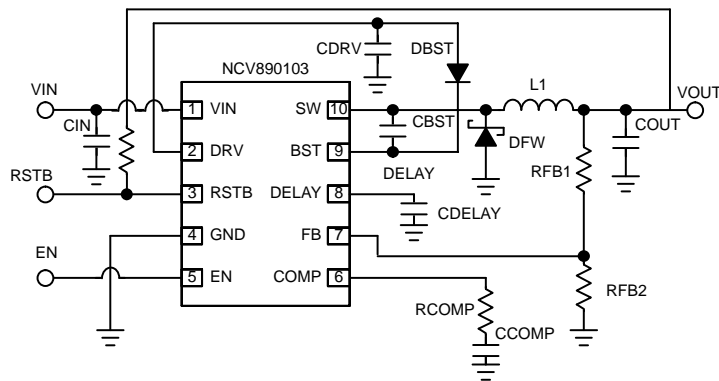 CDRV
DBST
NCV890103
L1
VIN
VOUT
1
VIN
SW
10
CIN
CBST
COUT
DFW
2
DRV
BST
9
DELAY
RFB1
RSTB
3
RSTB
DELAY
8
CDELAY
4
GND
FB
7
EN
5
EN
COMP
6
RFB2
RCOMP
CCOMP